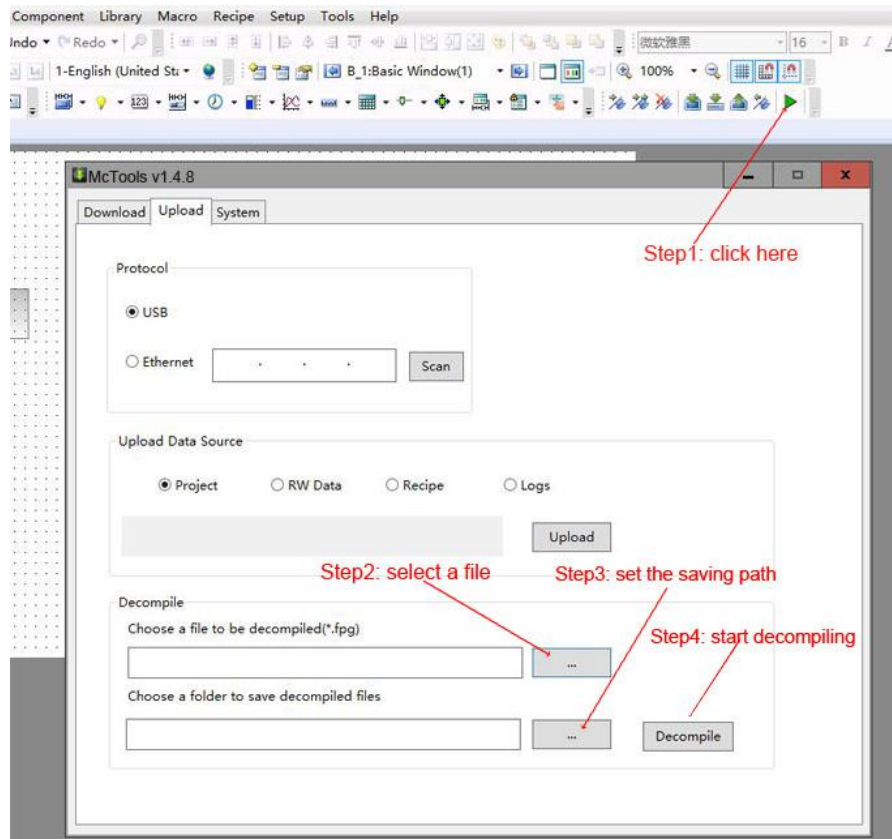 Component Library Macro Recipe Setup Tools Help
Undo Redo 微软雅黑 16 B I A
1-English (United Sta B_1:Basic Window(1) 100%
McTools v1.4.8
Download Upload System
Step1: click here
Protocol
USB
Ethernet . . . Scan
Upload Data Source
Project RW Data Recipe Logs
Upload
Step2: select a file
Step3: set the saving path
Decompile
Choose a file to be decompiled(*.fpg)
Step4: start decompiling
...
Choose a folder to save decompiled files
... Decompile